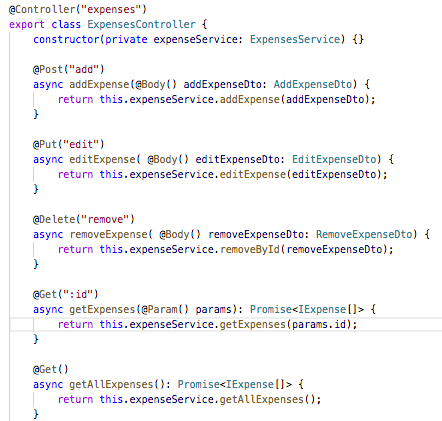 @Controller("expenses")
export class ExpensesController {
    constructor(private expenseService: ExpensesService) {}

    @Post("add")
    async addExpense(@Body() addExpenseDto: AddExpenseDto) {
        return this.expenseService.addExpense(addExpenseDto);
    }

    @Put("edit")
    async editExpense( @Body() editExpenseDto: EditExpenseDto) {
        return this.expenseService.editExpense(editExpenseDto);
    }

    @Delete("remove")
    async removeExpense( @Body() removeExpenseDto: RemoveExpenseDto) {
        return this.expenseService.removeById(removeExpenseDto);
    }

    @Get(":id")
    async getExpenses(@Param() params): Promise<IExpense[]> {
        return this.expenseService.getExpenses(params.id);
    }

    @Get()
    async getAllExpenses(): Promise<IExpense[]> {
        return this.expenseService.getAllExpenses();
    }